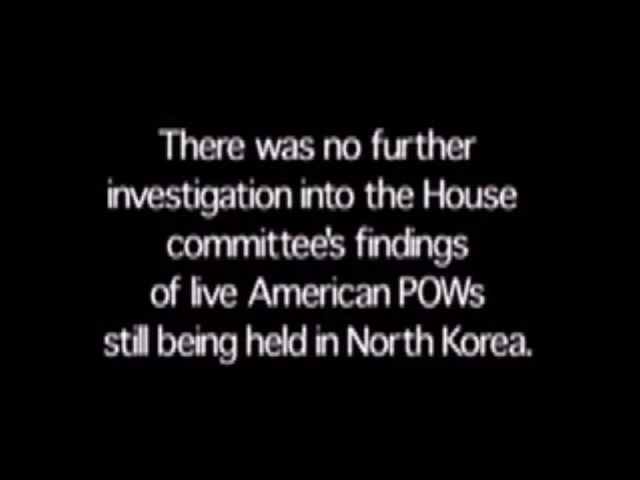 There was no further
investigation into the House
committee's findings
of live American POWs
still being held in North Korea.